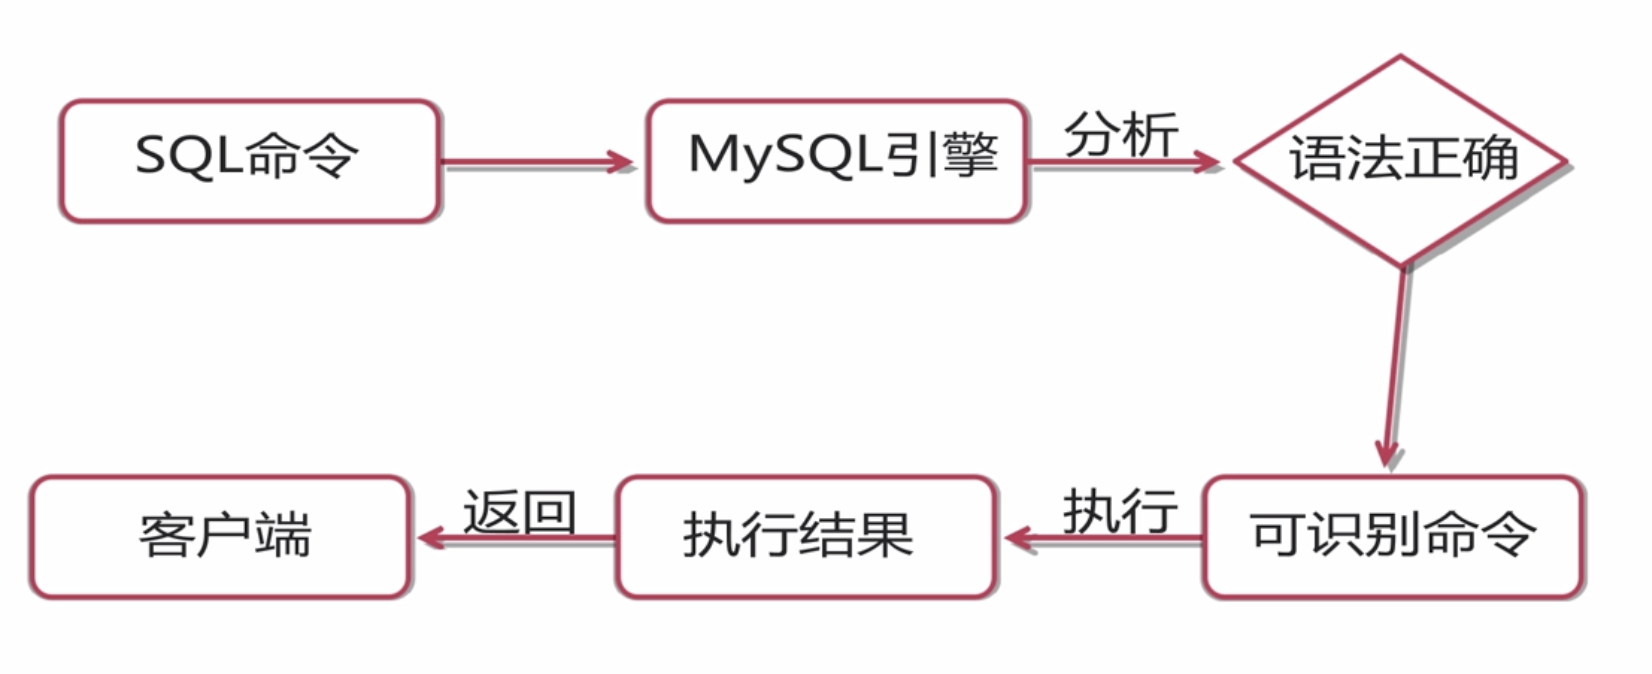 SQL命令
MySQL引擎
分析
语法正确
可识别命令
执行
执行结果
返回
客户端